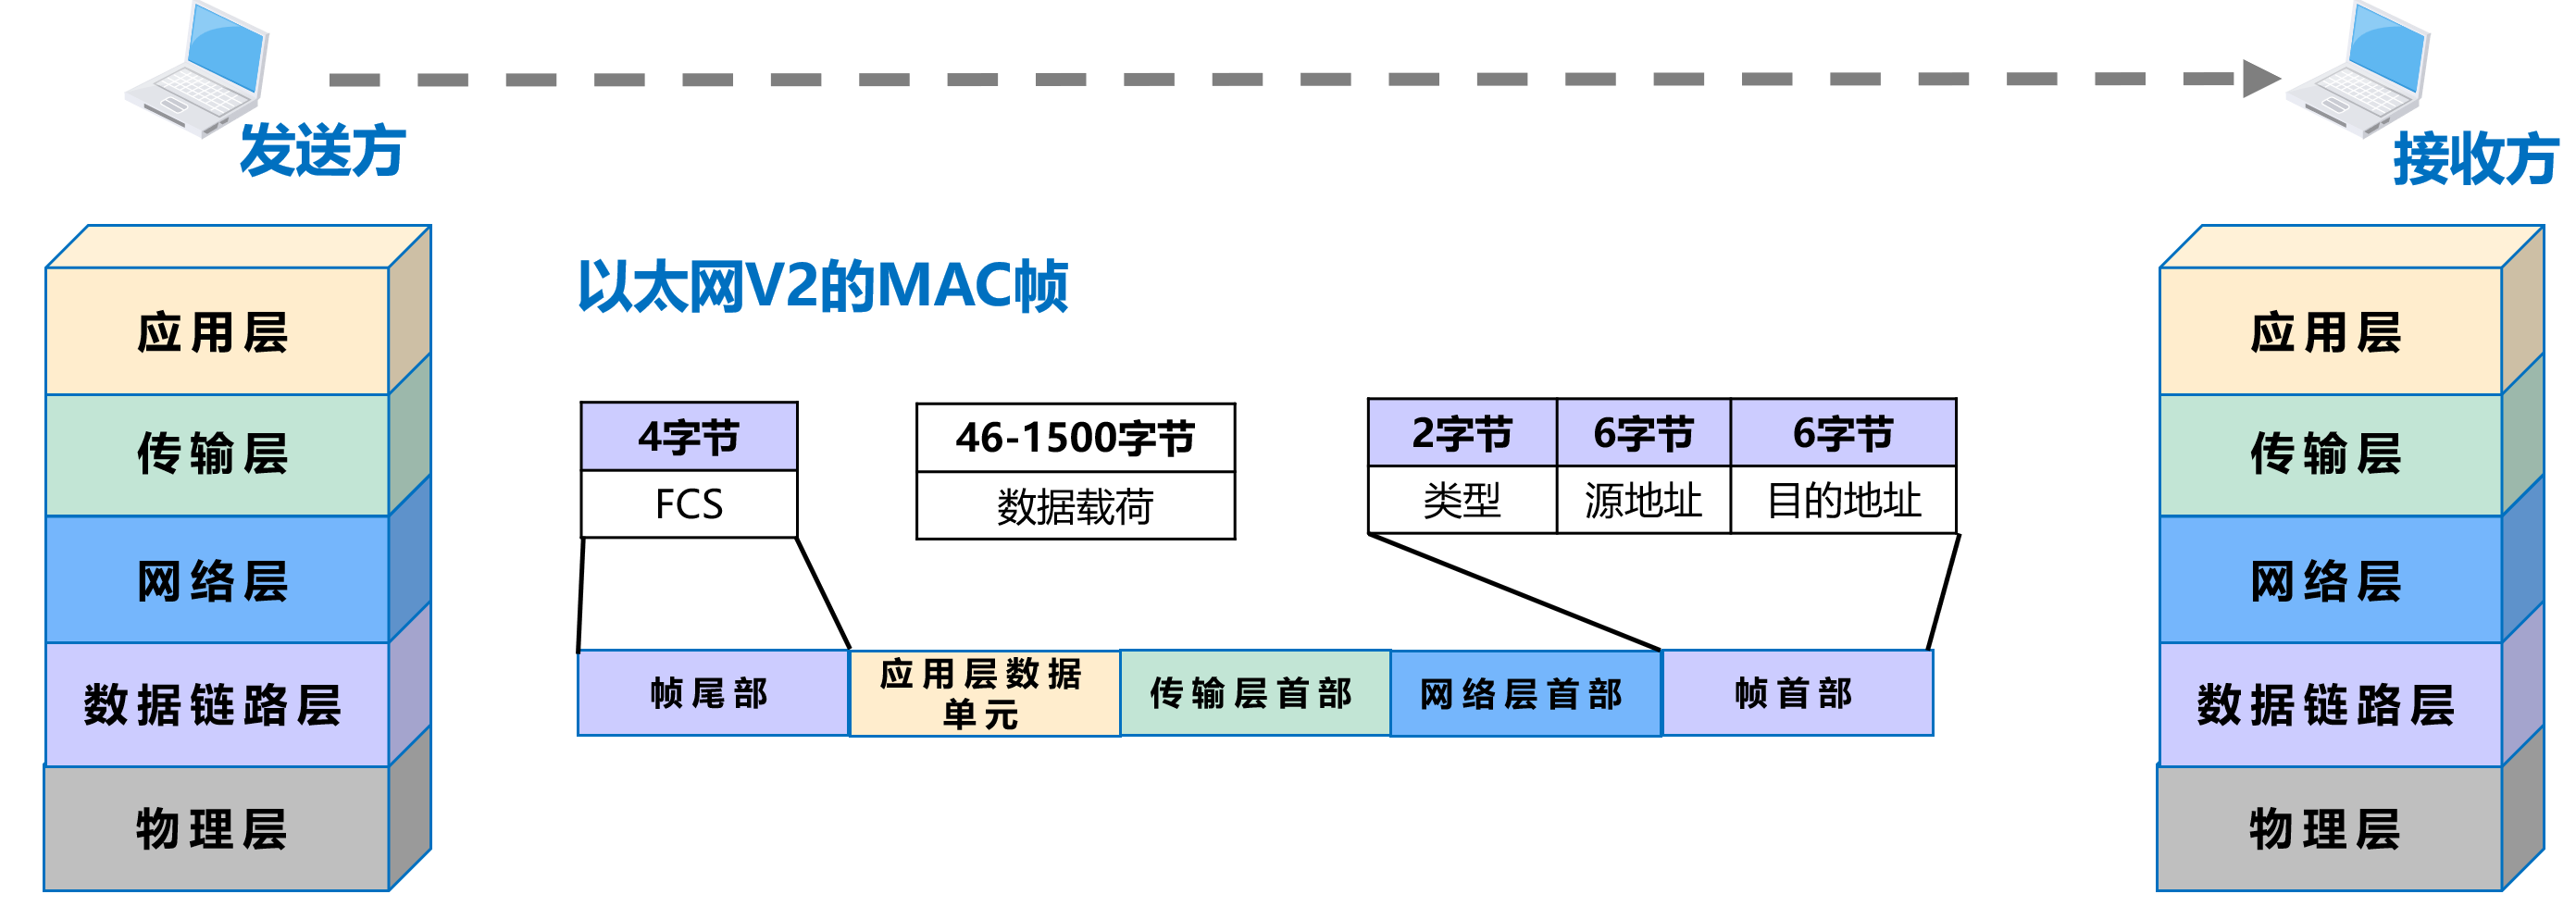 发送方
接收方
以太网V2的MAC帧
应用层
传输层
网络层
数据链路层
物理层
4字节
FCS
46-1500字节
数据载荷
2字节 6字节 6字节
类型 源地址 目的地址
帧尾部
应用层数据
单元
传输层首部
网络层首部
帧首部
应用层
传输层
网络层
数据链路层
物理层